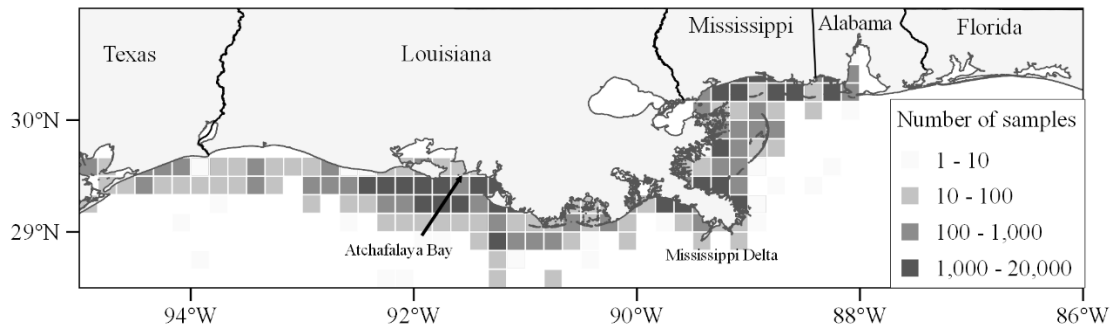 Texas
Louisiana
Mississippi
Alabama
Florida
30°N
29°N
Atchafalaya Bay
Mississippi Delta
Number of samples
1 - 10
10 - 100
100 - 1,000
1,000 - 20,000
94°W
92°W
90°W
88°W
86°W